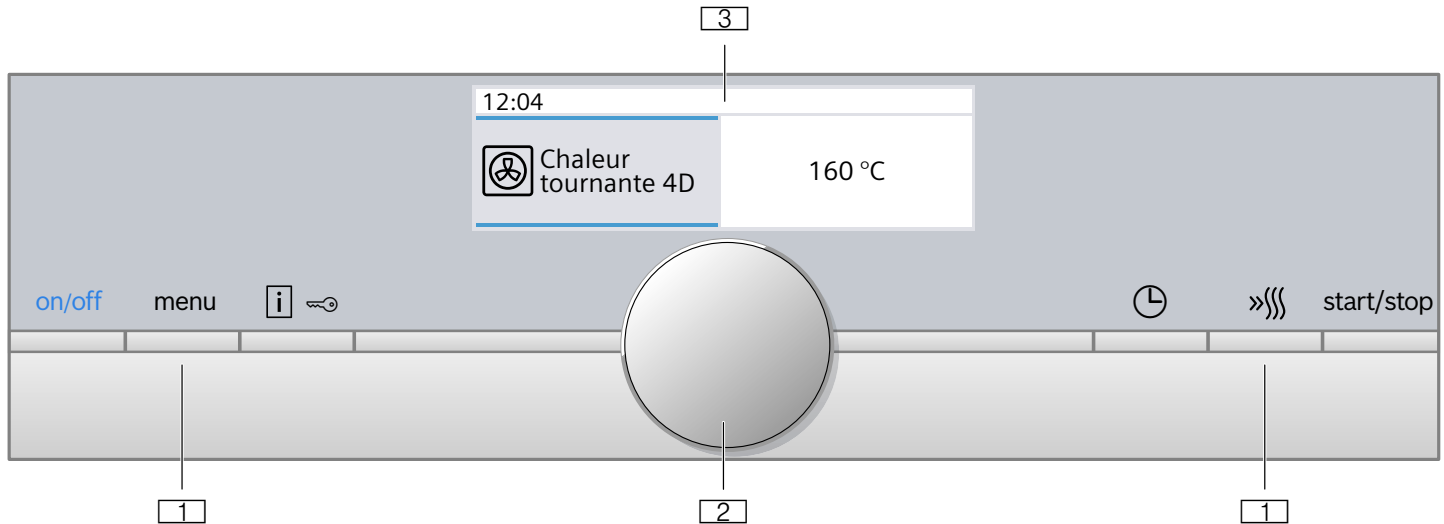 3
12:04
Chaleur
tournante 4D
160 °C
on/off menu i start/stop
1 2 1